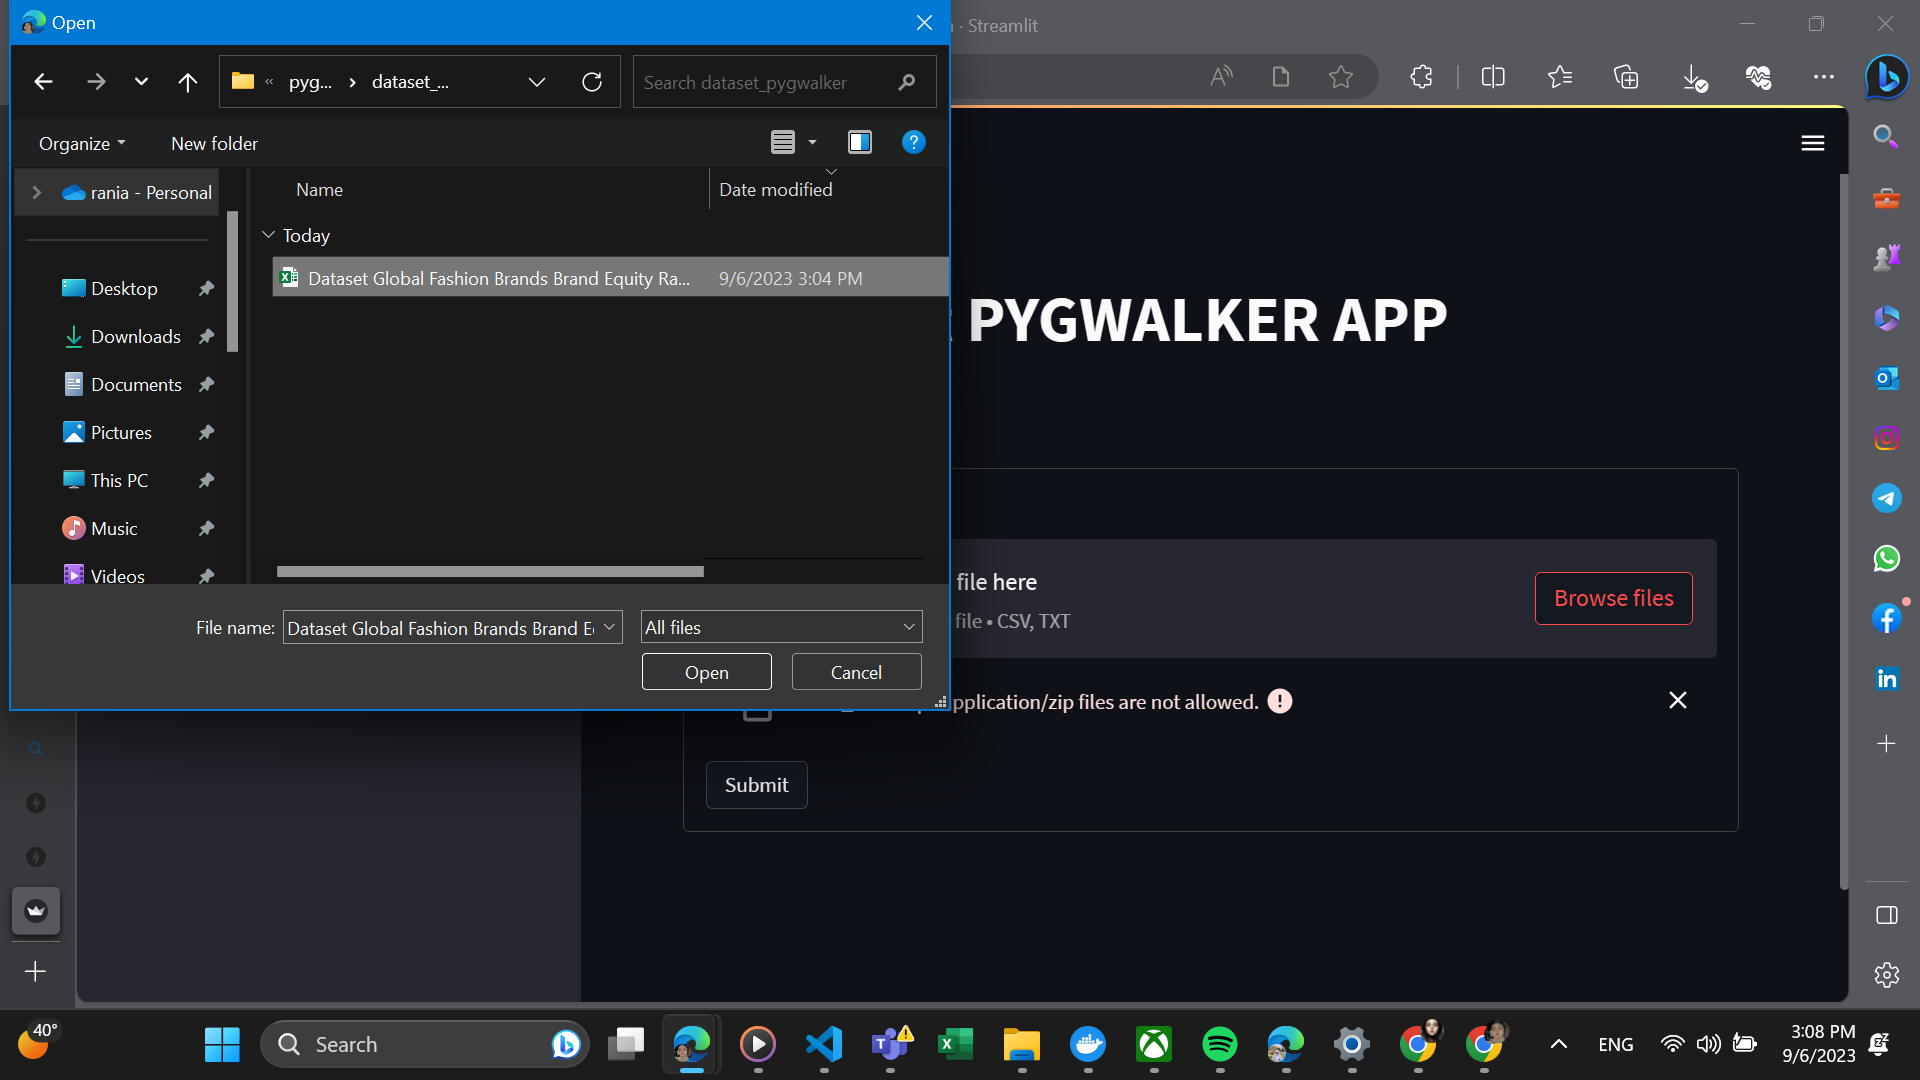 Open
· Streamlit
« pyg... › dataset_...
Search dataset_pygwalker
Organize
New folder
Name
Date modified
rania - Personal
Today
Dataset Global Fashion Brands Brand Equity Ra...
9/6/2023 3:04 PM
Desktop
Downloads
Documents
Pictures
This PC
Music
Videos
File name:
Dataset Global Fashion Brands Brand
All files
Open
Cancel
PYGWALKER APP
file here
file • CSV, TXT
Browse files
application/zip files are not allowed.
Submit
40°
Search
ENG
3:08 PM
9/6/2023